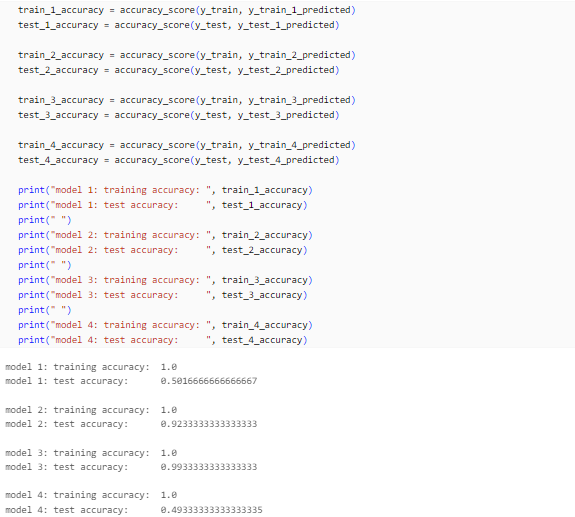 train_1_accuracy = accuracy_score(y_train, y_train_1_predicted)
test_1_accuracy = accuracy_score(y_test, y_test_1_predicted)
train_2_accuracy = accuracy_score(y_train, y_train_2_predicted)
test_2_accuracy = accuracy_score(y_test, y_test_2_predicted)
train_3_accuracy = accuracy_score(y_train, y_train_3_predicted)
test_3_accuracy = accuracy_score(y_test, y_test_3_predicted)
train_4_accuracy = accuracy_score(y_train, y_train_4_predicted)
test_4_accuracy = accuracy_score(y_test, y_test_4_predicted)
print("model 1: training accuracy: ", train_1_accuracy)
print("model 1: test accuracy:     ", test_1_accuracy)
print(" ")
print("model 2: training accuracy: ", train_2_accuracy)
print("model 2: test accuracy:     ", test_2_accuracy)
print(" ")
print("model 3: training accuracy: ", train_3_accuracy)
print("model 3: test accuracy:     ", test_3_accuracy)
print(" ")
print("model 4: training accuracy: ", train_4_accuracy)
print("model 4: test accuracy:     ", test_4_accuracy)
model 1: training accuracy:  1.0
model 1: test accuracy:      0.5016666666666667
model 2: training accuracy:  1.0
model 2: test accuracy:      0.9233333333333333
model 3: training accuracy:  1.0
model 3: test accuracy:      0.9933333333333333
model 4: training accuracy:  1.0
model 4: test accuracy:      0.49333333333333335